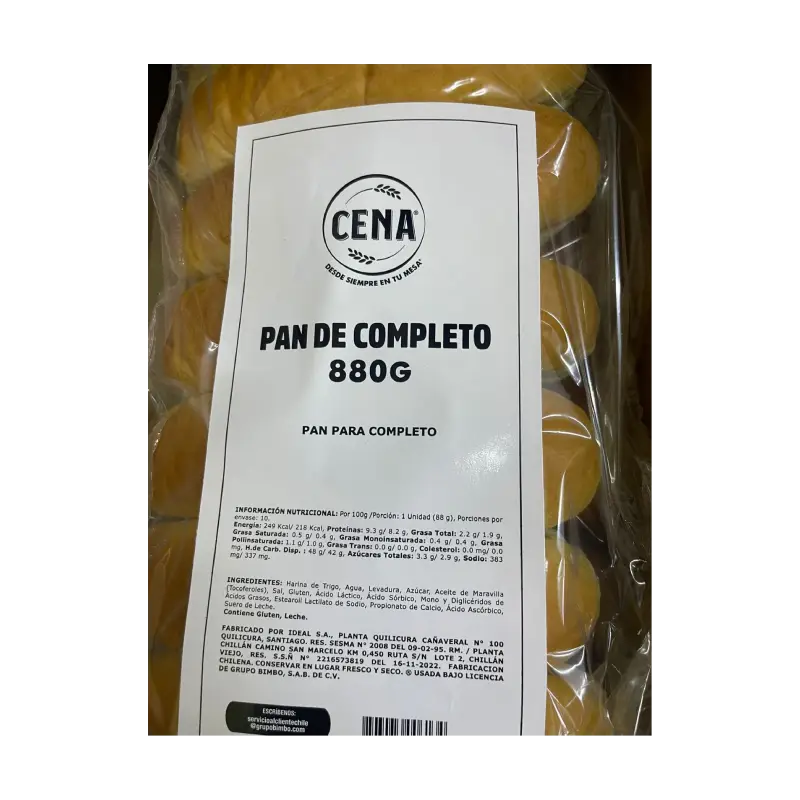 CENA®
DESDE SIEMPRE EN TU MESA®
PAN DE COMPLETO
880G
PAN PARA COMPLETO
INFORMACIÓN NUTRICIONAL: Por 100g /Porción: 1 Unidad (88 g), Porciones por
envase: 10.
Energía: 249 Kcal/ 218 Kcal, Proteínas: 9.3 g/ 8.2 g, Grasa Total: 2.2 g/ 1.9 g,
Grasa Saturada: 0.5 g/ 0.4 g, Grasa Monoinsaturada: 0.4 g/ 0.4 g, Grasa
Poliinsaturada: 1.1 g/ 1.0 g, Grasa Trans: 0.0 g/ 0.0 g, Colesterol: 0.0 mg/ 0.0
mg, H.de Carb. Disp. : 48 g/ 42 g, Azúcares Totales: 3.3 g/ 2.9 g, Sodio: 383
mg/ 337 mg.
INGREDIENTES: Harina de Trigo, Agua, Levadura, Azúcar, Aceite de Maravilla
(Tocoferoles), Sal, Gluten, Ácido Láctico, Ácido Sórbico, Mono y Diglicéridos de
Ácidos Grasos, Estearoil Lactilato de Sodio, Propionato de Calcio, Ácido Ascórbico,
Suero de Leche.
Contiene Gluten, Leche.
FABRICADO POR IDEAL S.A., PLANTA QUILICURA CAÑAVERAL N° 100
QUILICURA, SANTIAGO. RES. SESMA N° 2008 DEL 09-02-95. RM. / PLANTA
CHILLÁN CAMINO SAN MARCELO KM 0,450 RUTA S/N LOTE 2, CHILLÁN
VIEJO, RES. S.S.Ñ N° 2216573819 DEL 16-11-2022. FABRICACION
CHILENA. CONSERVAR EN LUGAR FRESCO Y SECO. ® USADA BAJO LICENCIA
DE GRUPO BIMBO, S.A.B. DE C.V.
ESCRÍBENOS:
servicioalclientechile
@grupobimbo.com